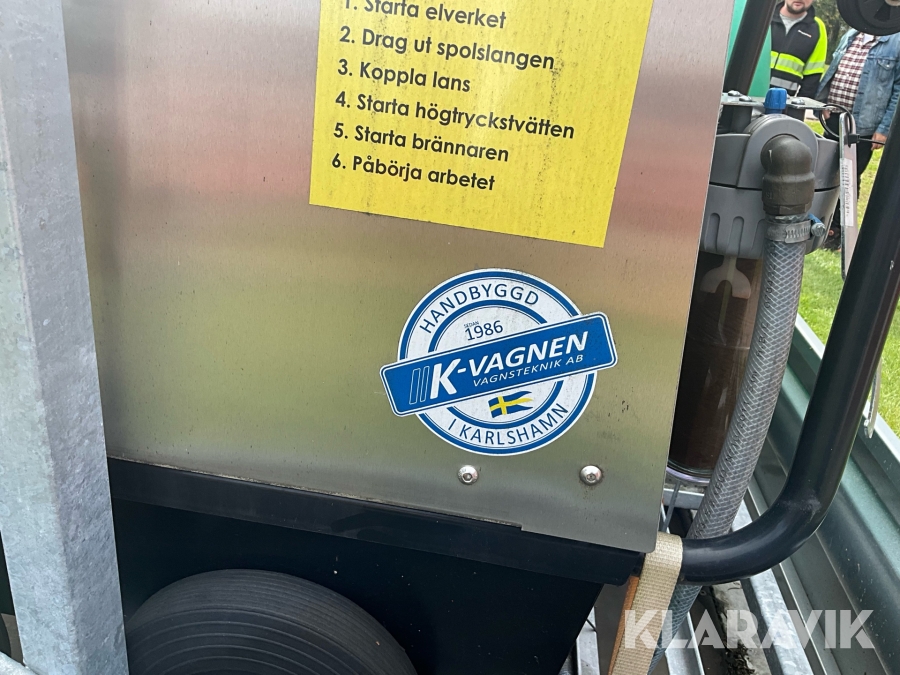 1. Starta elverket
2. Drag ut spolslangen
3. Koppla lans
4. Starta högtryckstvätten
5. Starta brännaren
6. Påbörja arbetet
HANDBYGGD
SEDAN
1986
K-VAGNEN
VAGNSTEKNIK AB
I KARLSHAMN
KLARAVIK